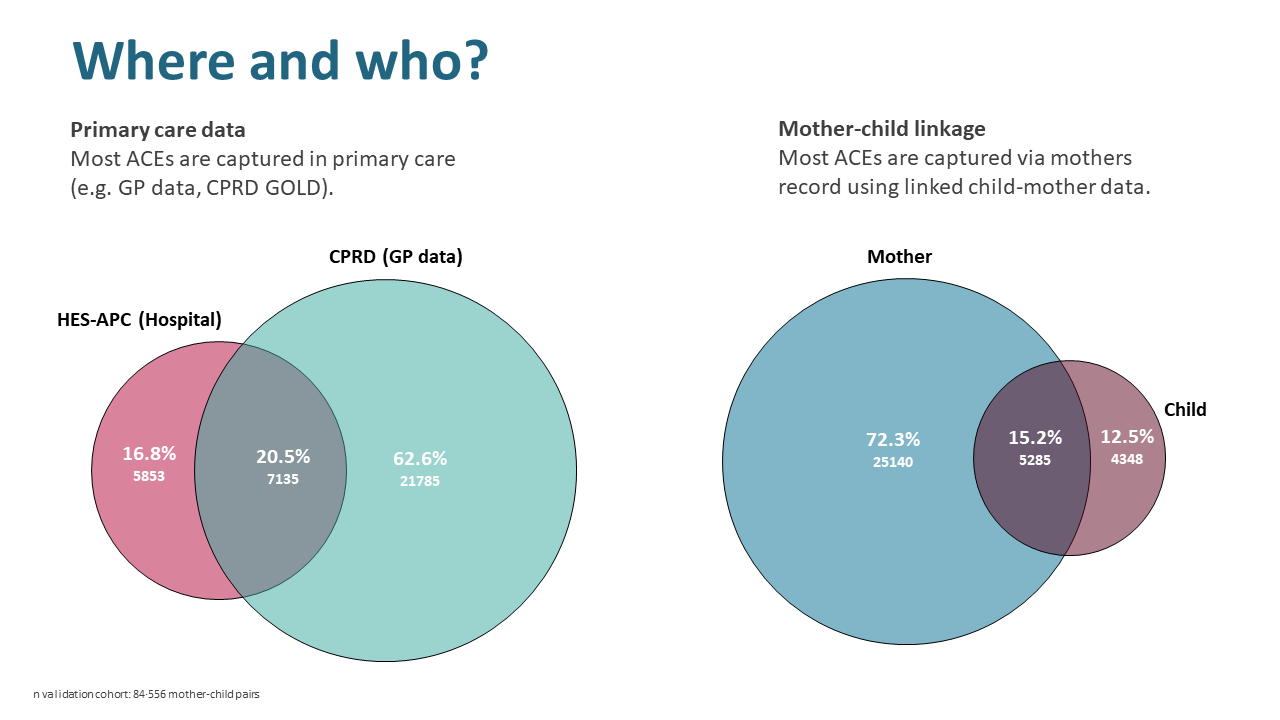 Where and who?
Primary care data
Most ACEs are captured in primary care
(e.g. GP data, CPRD GOLD).
Mother-child linkage
Most ACEs are captured via mothers
record using linked child-mother data.
CPRD (GP data)
HES-APC (Hospital)
16.8%
5853
20.5%
7135
62.6%
21785
Mother
Child
72.3%
25140
15.2%
5285
12.5%
4348
n validation cohort: 84·556 mother-child pairs